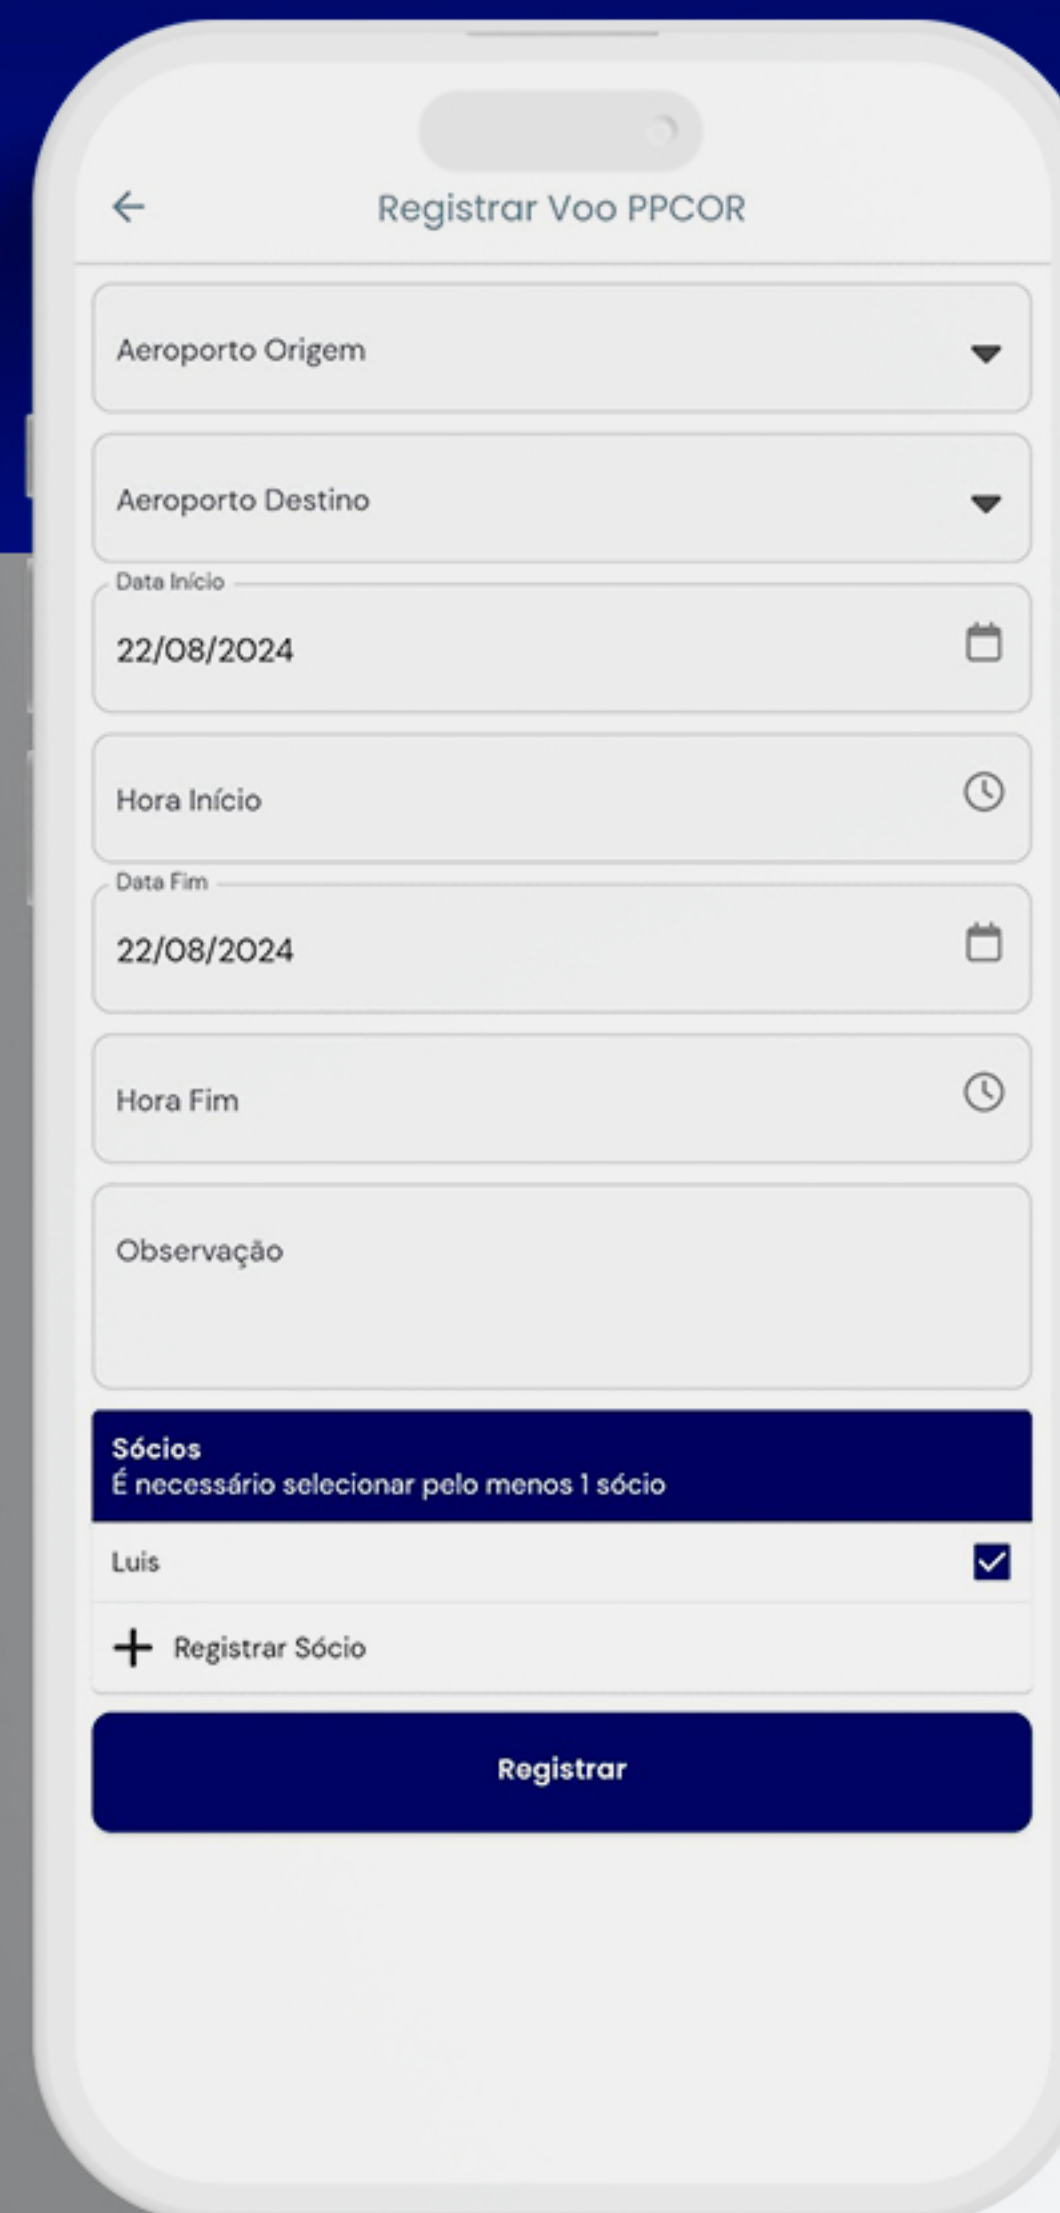 Registrar Voo PPCOR
Aeroporto Origem
Aeroporto Destino
Data Início
22/08/2024
Hora Início
Data Fim
22/08/2024
Hora Fim
Observação
Sócios
É necessário selecionar pelo menos 1 sócio
Luis
Registrar Sócio
Registrar